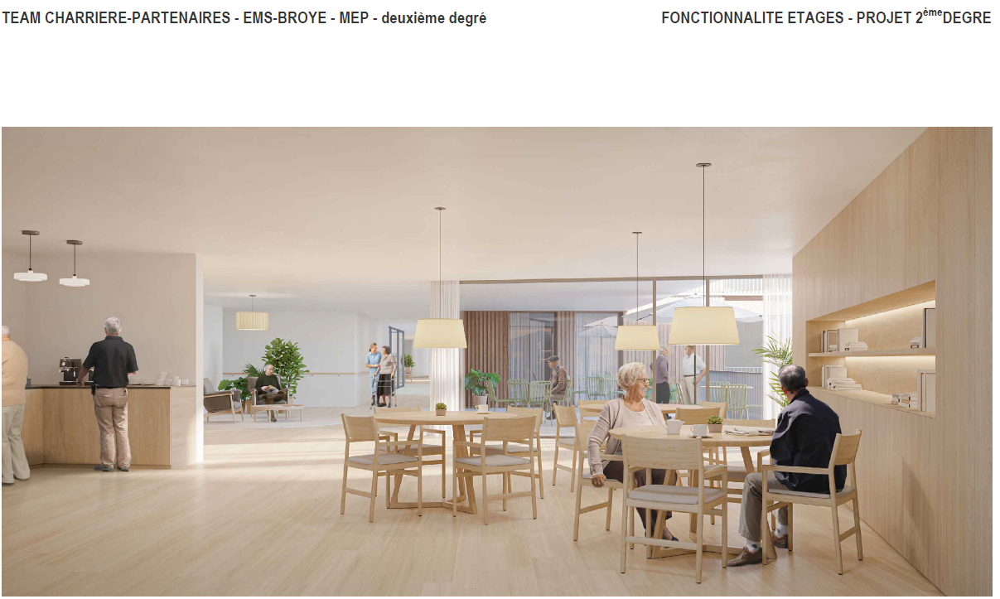 TEAM CHARRIERE-PARTENAIRES - EMS-BROYE - MEP - deuxième degré
FONCTIONNALITE ETAGES - PROJET 2èmeDEGRE